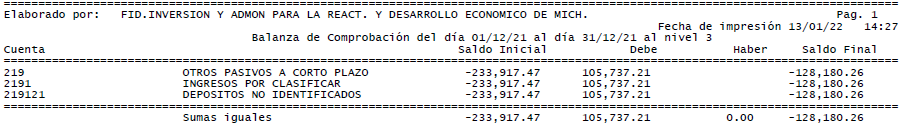 Elaborado por: FID.INVERSION Y ADMON PARA LA REACT. Y DESARROLLO ECONOMICO DE MICH. Pag. 1
Fecha de impresión 13/01/22 14:27
Balanza de Comprobación del día 01/12/21 al día 31/12/21 al nivel 3
Cuenta Saldo Inicial Debe Haber Saldo Final
219 OTROS PASIVOS A CORTO PLAZO -233,917.47 105,737.21 -128,180.26
2191 INGRESOS POR CLASIFICAR -233,917.47 105,737.21 -128,180.26
219121 DEPOSITOS NO IDENTIFICADOS -233,917.47 105,737.21 -128,180.26
Sumas iguales -233,917.47 105,737.21 0.00 -128,180.26